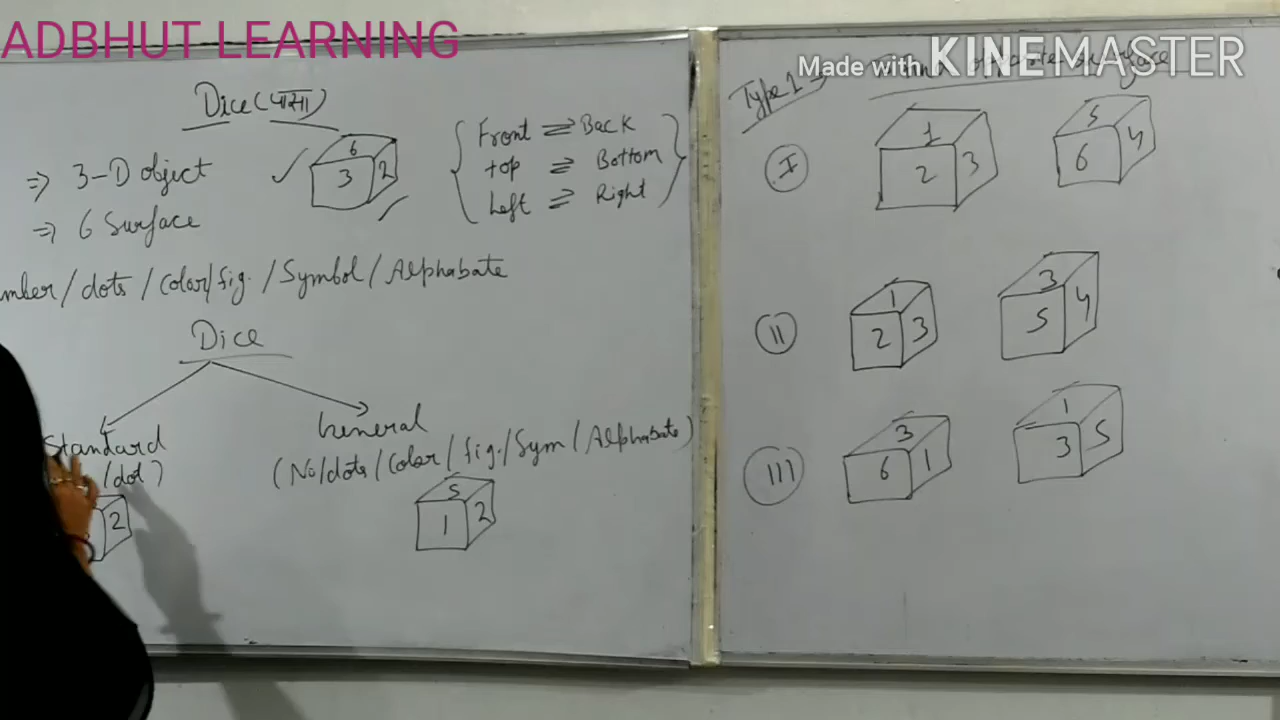 ADBHUT LEARNING
Made with KINEMASTER
Dice (पासा)
⇒ 3-D object
⇒ 6 Surface
6
3 2
Front ⇌ Back
top ⇌ Bottom
Left ⇌ Right
mber/dots/Color/fig./Symbol/Alphabate
Dice
Standard
/dot)
2
General
(No/dots/Color/fig./Sym/Alphabate)
5
1 2
Type 1
I
1
2 3
5
6 4
II
1
2 3
3
5 4
III
3
6 1
1
3 5